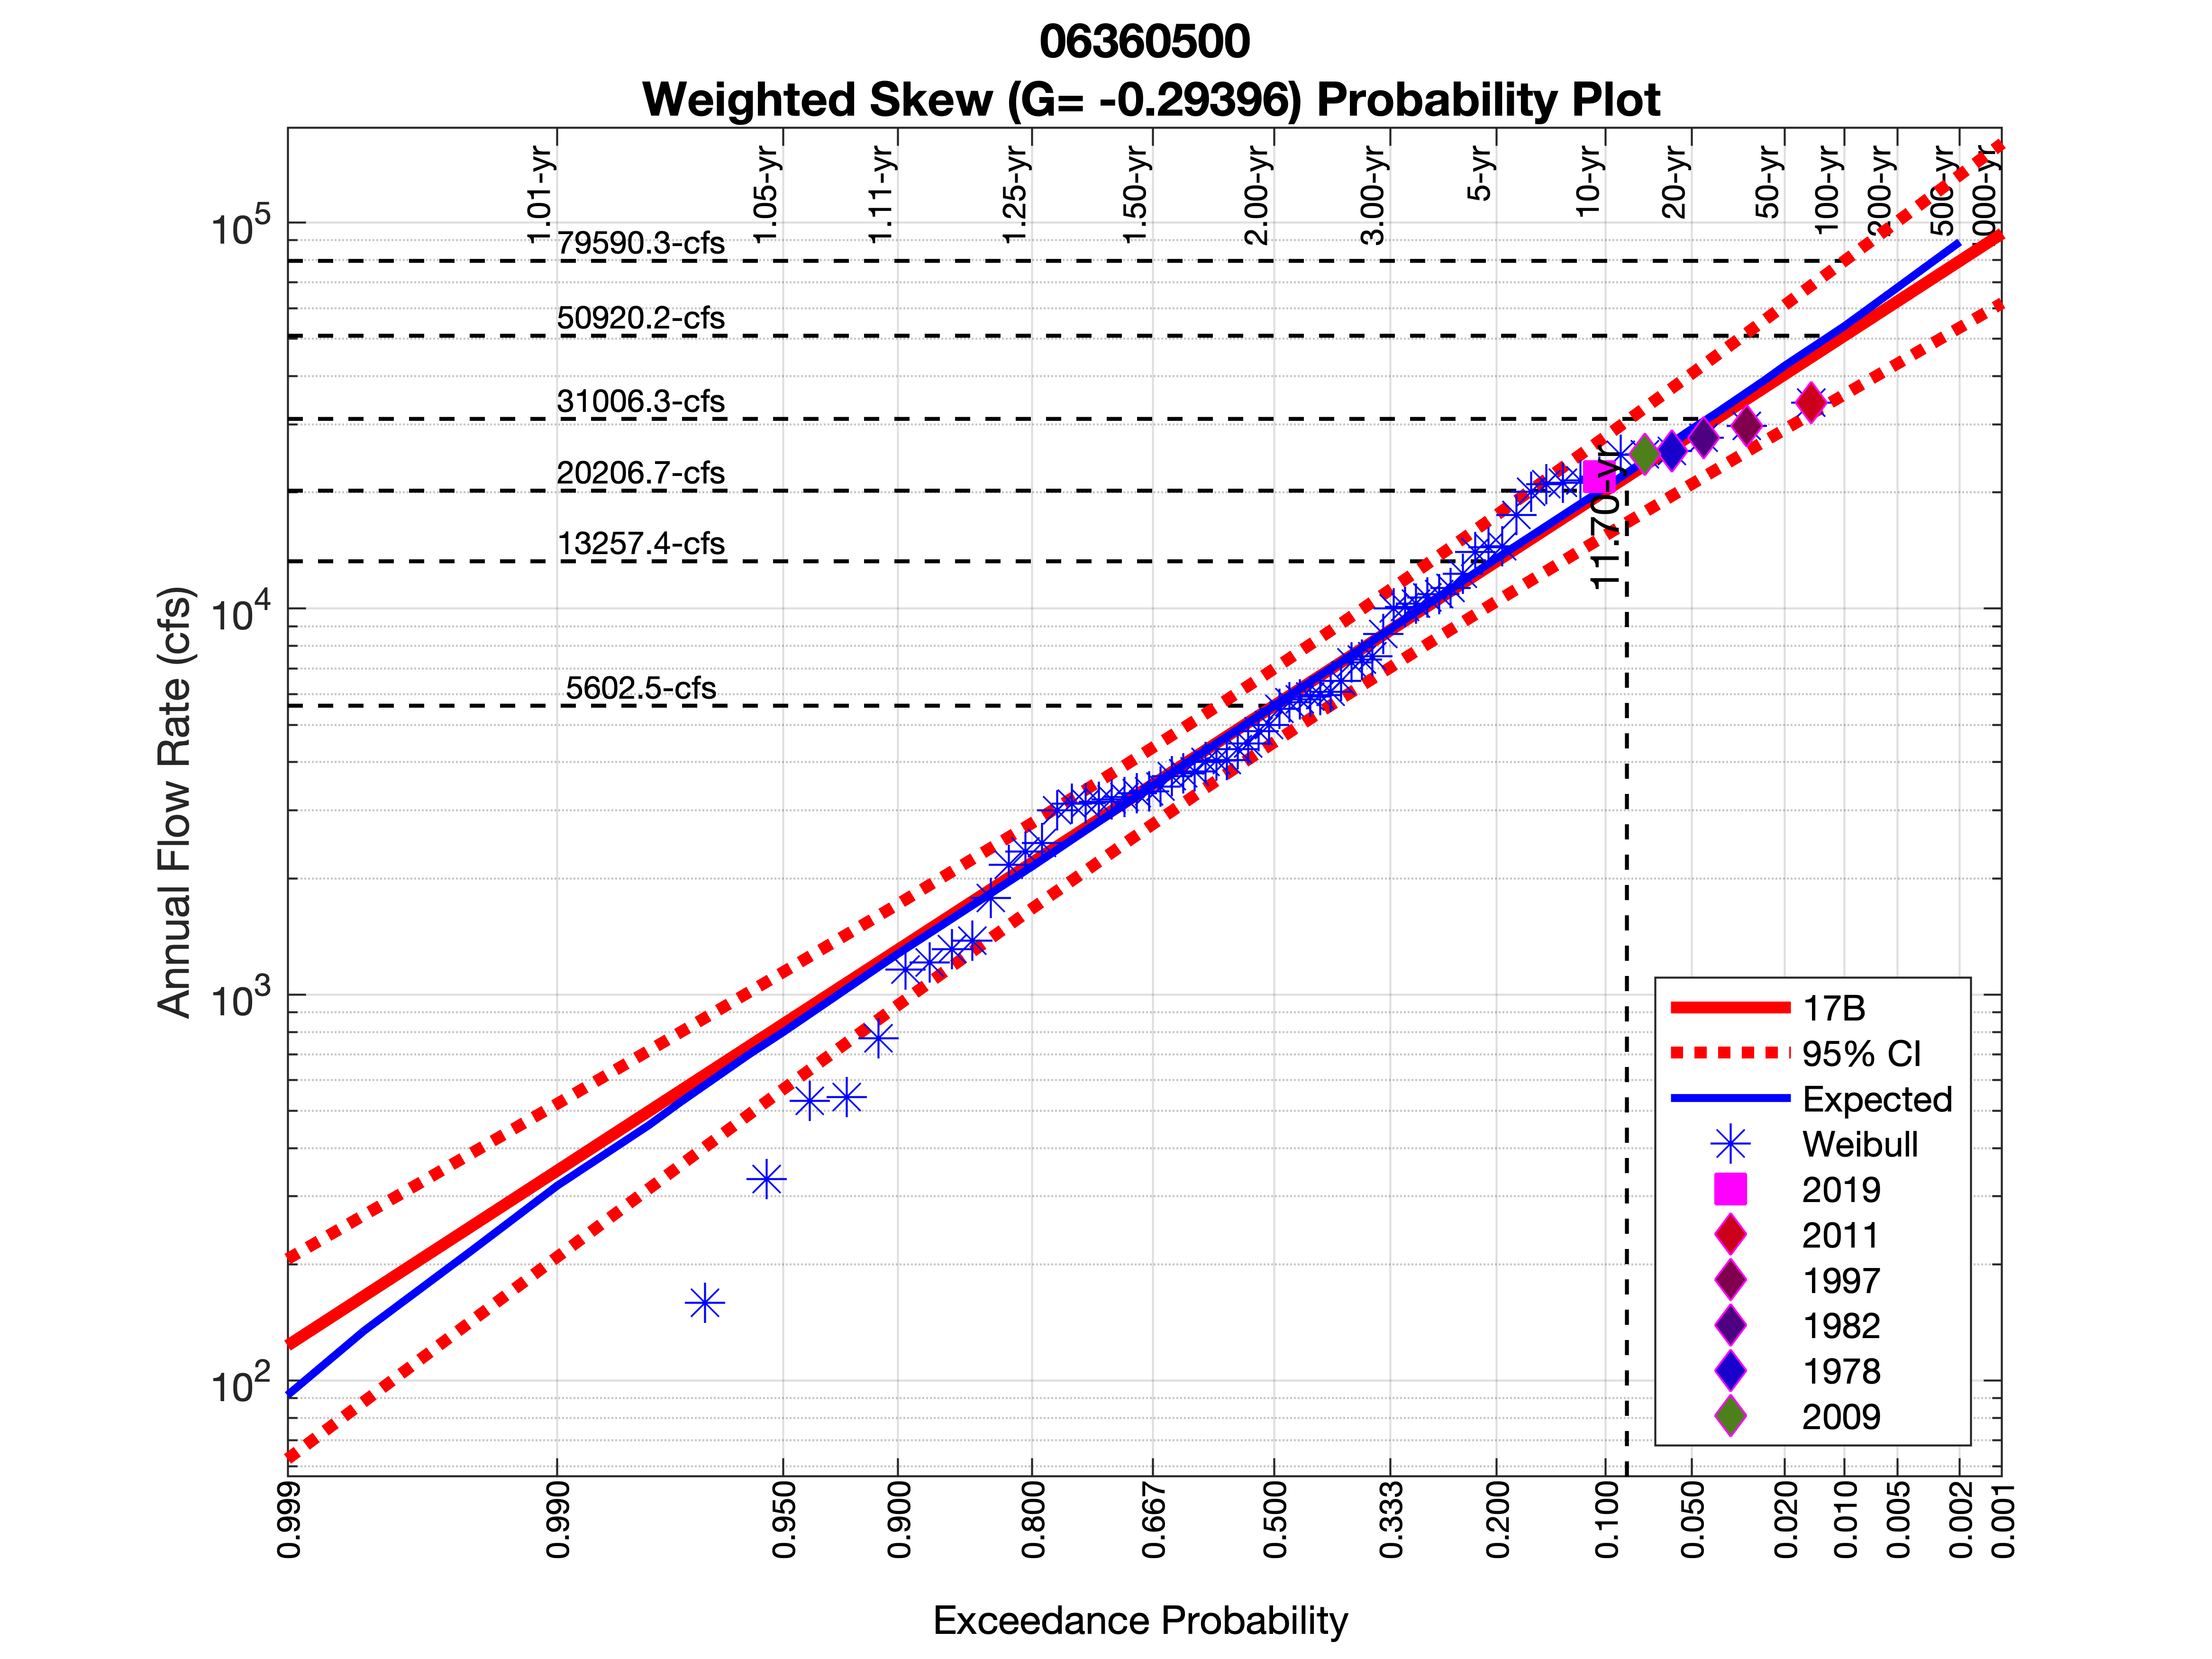 06360500
Weighted Skew (G= -0.29396) Probability Plot
1.01-yr
1.05-yr
1.11-yr
1.25-yr
1.50-yr
2.00-yr
3.00-yr
5-yr
10-yr
20-yr
50-yr
100-yr
200-yr
500-yr
1000-yr
10^5
10^4
10^3
10^2
79590.3-cfs
50920.2-cfs
31006.3-cfs
20206.7-cfs
13257.4-cfs
5602.5-cfs
11.70-yr
Annual Flow Rate (cfs)
17B
95% CI
Expected
Weibull
2019
2011
1997
1982
1978
2009
0.999
0.990
0.950
0.900
0.800
0.667
0.500
0.333
0.200
0.100
0.050
0.020
0.010
0.005
0.002
0.001
Exceedance Probability